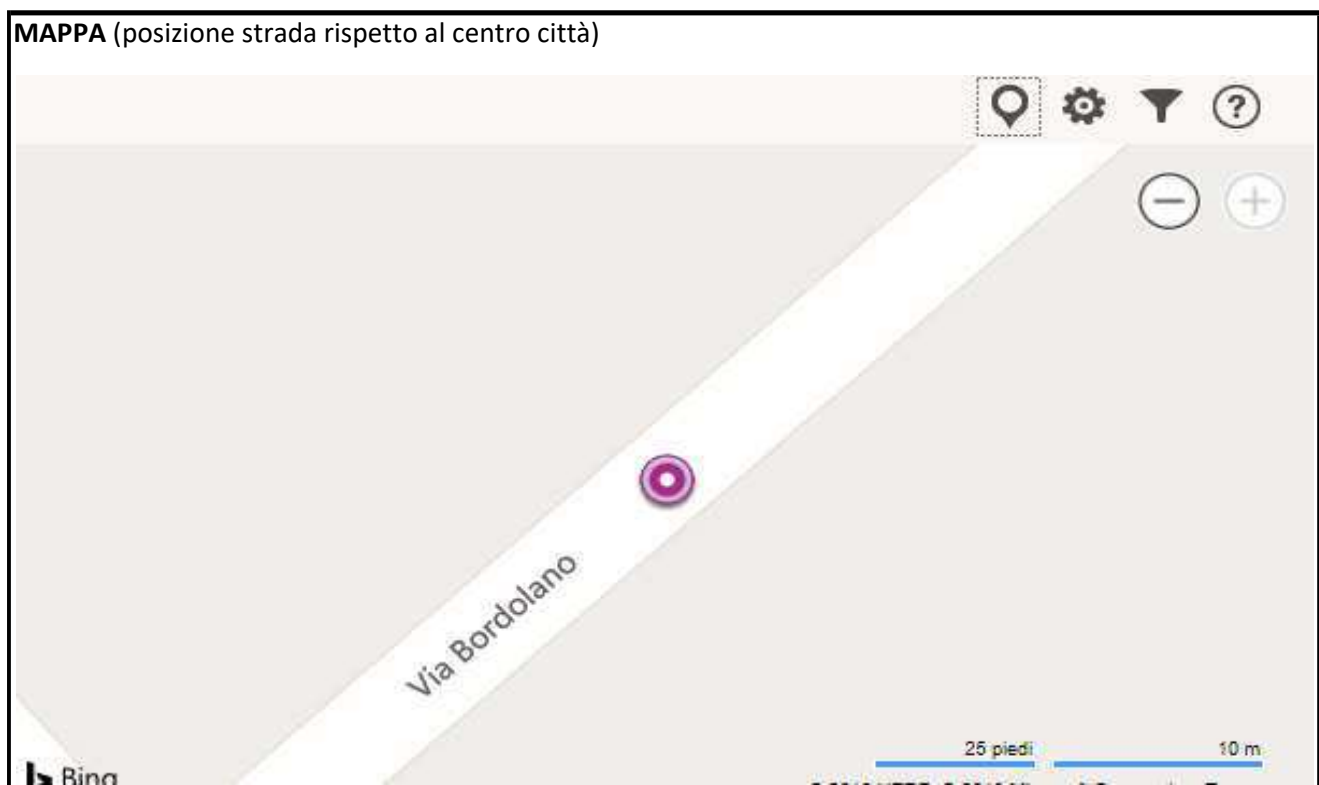 MAPPA (posizione strada rispetto al centro città)
Via Bordolano
25 piedi 10 m
Bing